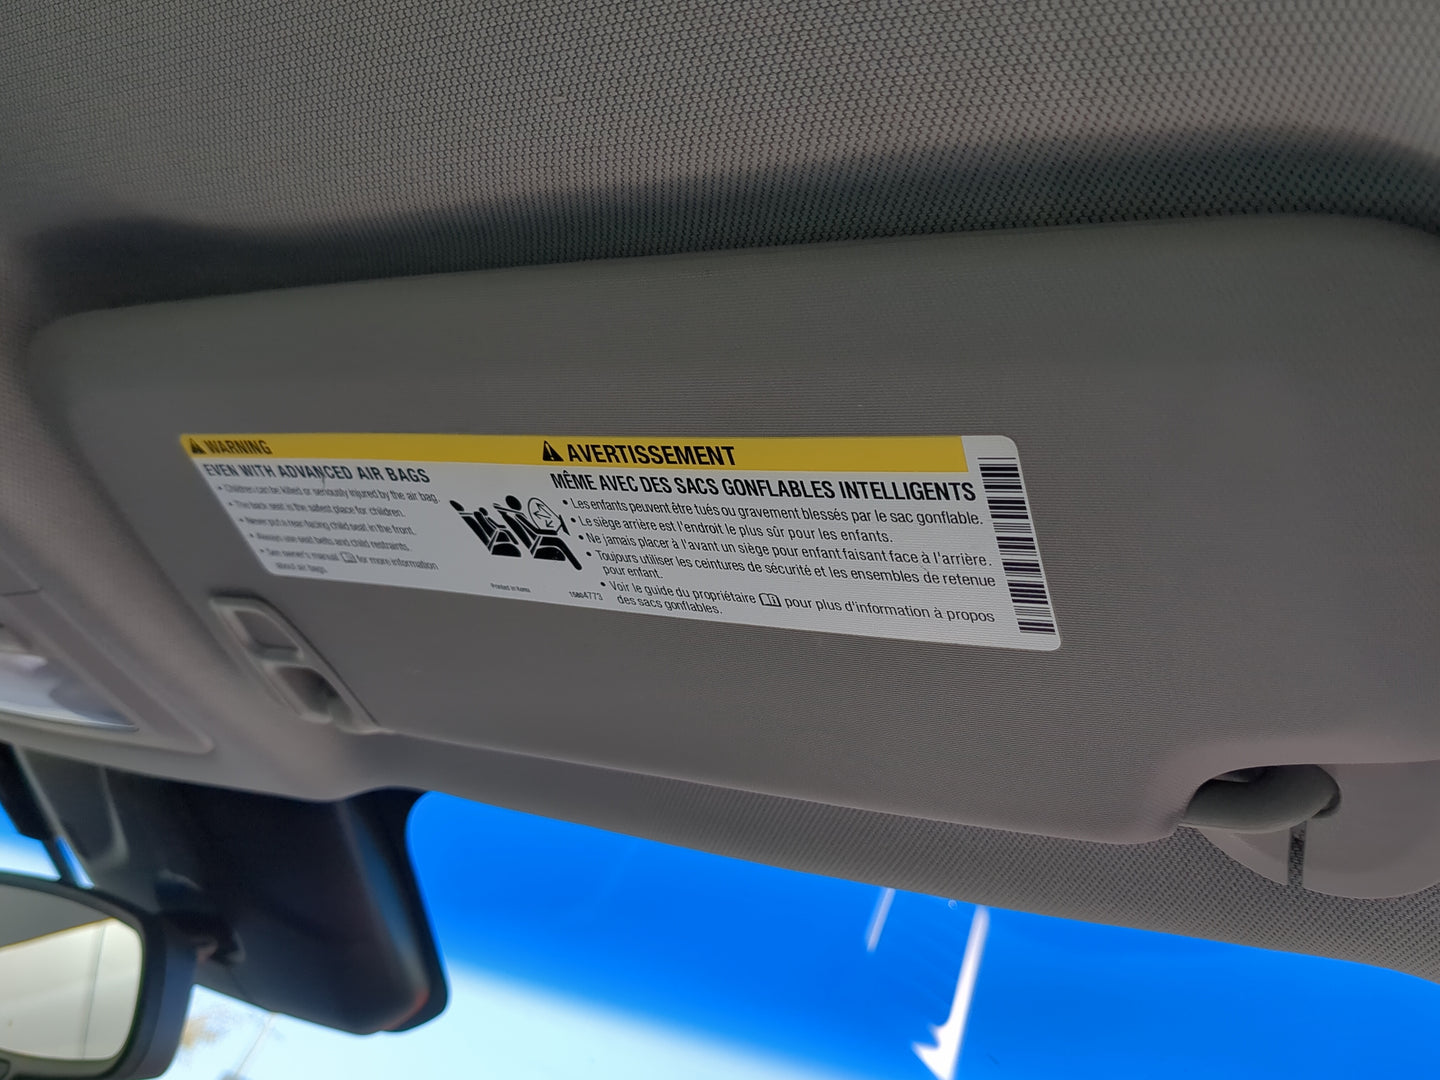 WARNING
EVEN WITH ADVANCED AIR BAGS
• Children can be killed or seriously injured by the air bag.
• The back seat is the safest place for children.
• Never put a rear-facing child seat in the front.
• Always use seat belts and child restraints.
• See owner's manual for more information
about air bags.
AVERTISSEMENT
MÊME AVEC DES SACS GONFLABLES INTELLIGENTS
• Les enfants peuvent être tués ou gravement blessés par le sac gonflable.
• Le siège arrière est l'endroit le plus sûr pour les enfants.
• Ne jamais placer à l'avant un siège pour enfant faisant face à l'arrière.
• Toujours utiliser les ceintures de sécurité et les ensembles de retenue
pour enfant.
• Voir le guide du propriétaire pour plus d'information à propos
des sacs gonflables.
Printed in Korea